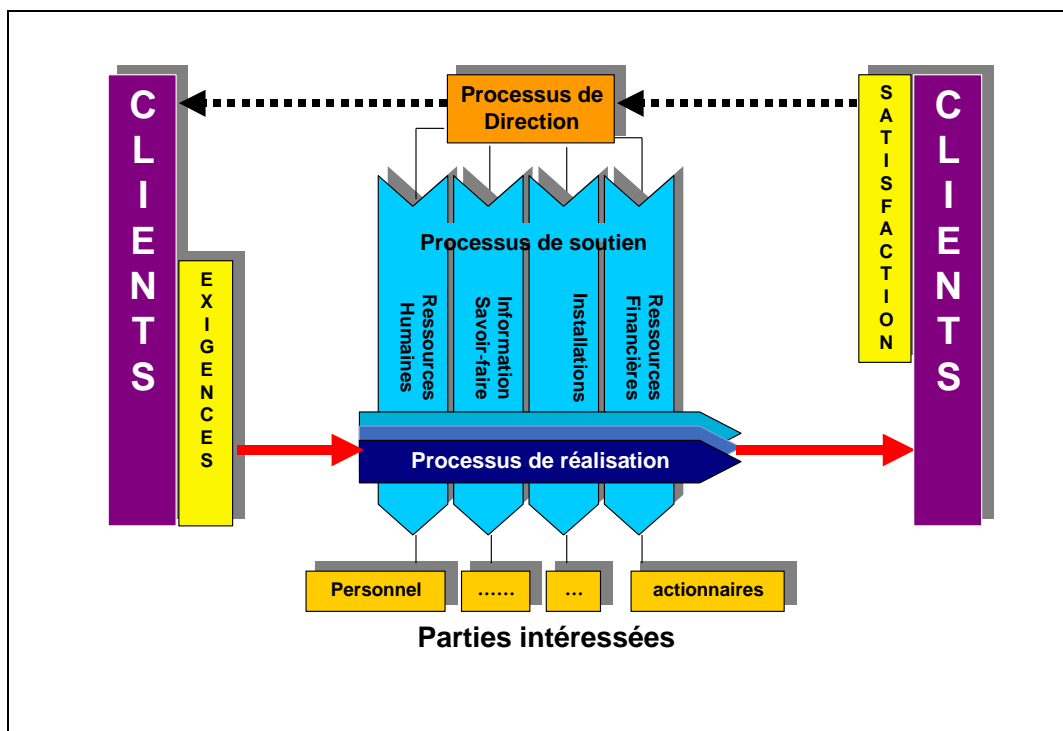 CLIENTS
EXIGENCES
Processus de
Direction
SATISFACTION
CLIENTS
Processus de soutien
Ressources
Humaines
Information
Savoir-faire
Installations
Ressources
Financières
Processus de réalisation
Personnel
......
...
actionnaires
Parties intéressées